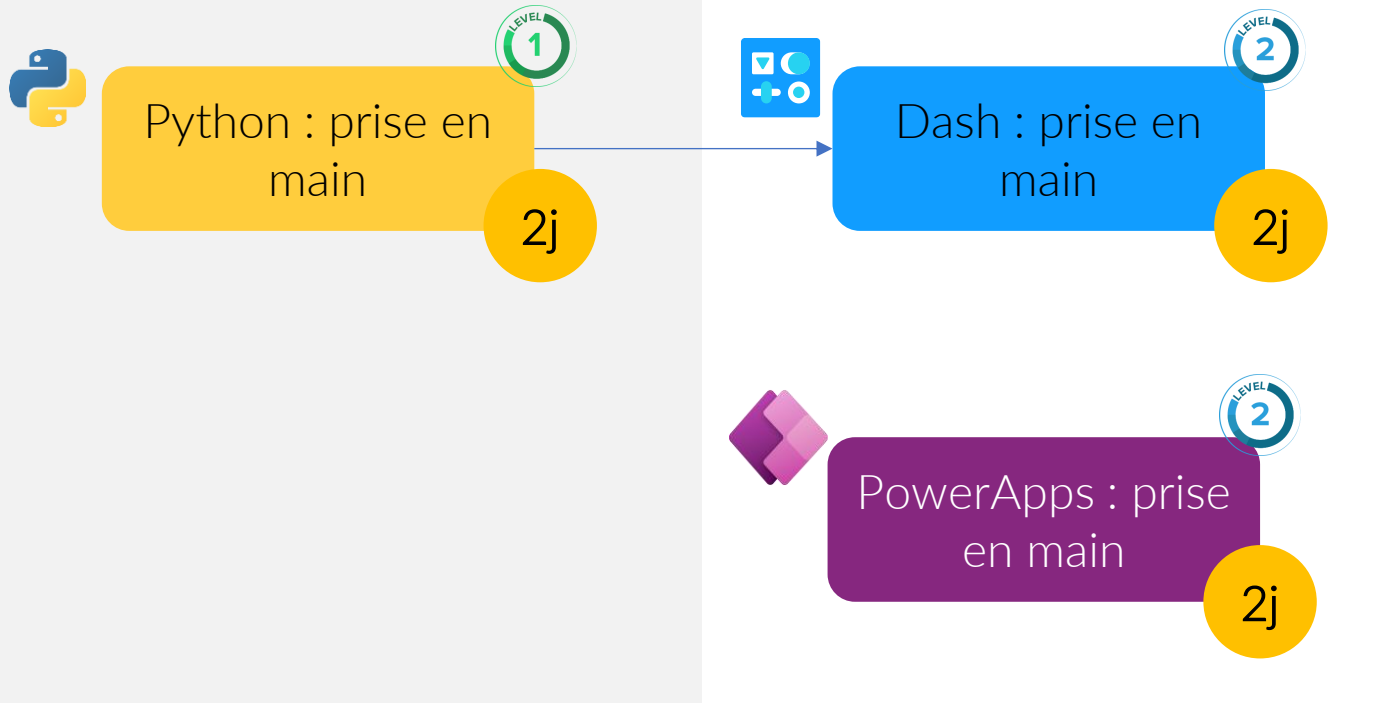 LEVEL
1
Python : prise en
main
2j
LEVEL
2
Dash : prise en
main
2j
LEVEL
2
PowerApps : prise
en main
2j